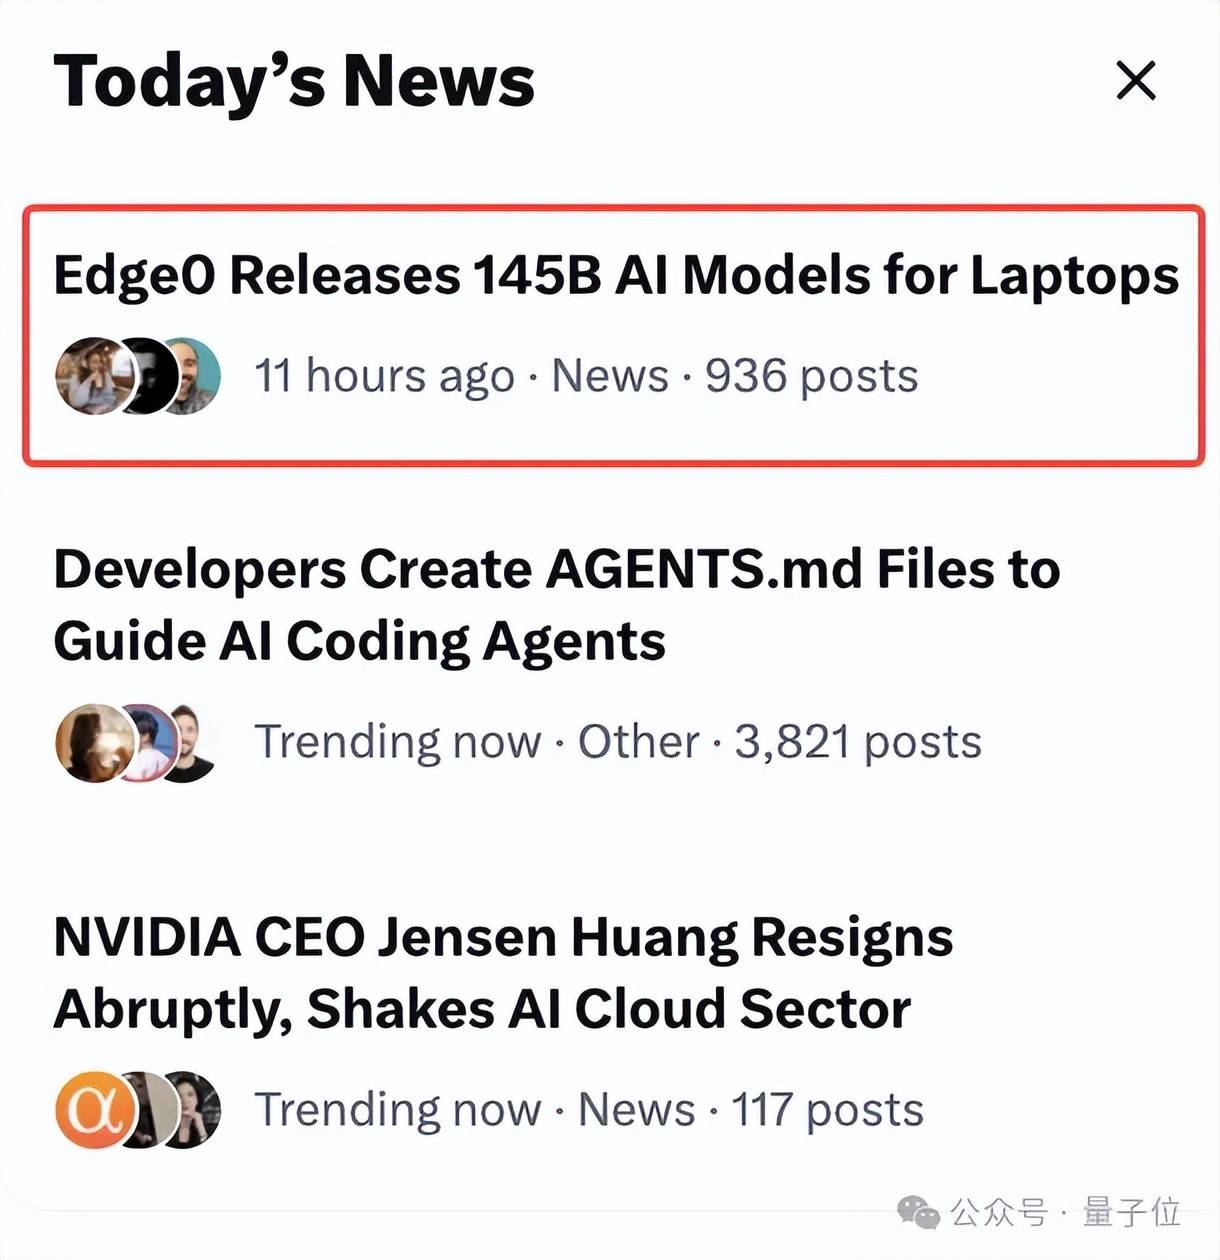 Today’s News
Edge0 Releases 145B AI Models for Laptops
11 hours ago · News · 936 posts
Developers Create AGENTS.md Files to
Guide AI Coding Agents
Trending now · Other · 3,821 posts
NVIDIA CEO Jensen Huang Resigns
Abruptly, Shakes AI Cloud Sector
α
Trending now · News · 117 posts
公众号 · 量子位